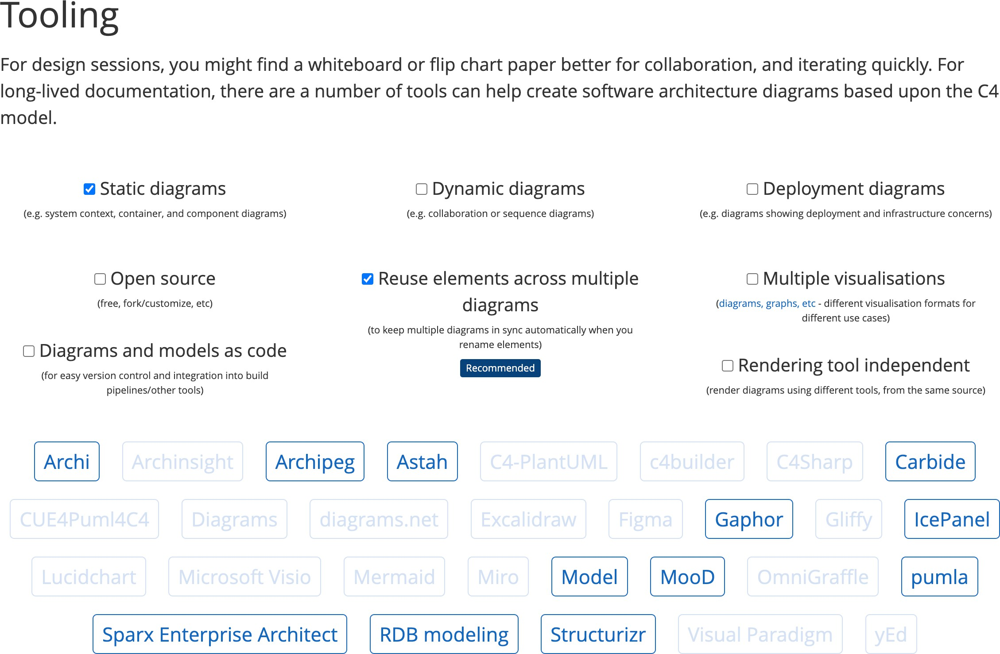 Tooling
For design sessions, you might find a whiteboard or flip chart paper better for collaboration, and iterating quickly. For
long-lived documentation, there are a number of tools can help create software architecture diagrams based upon the C4
model.
Static diagrams
(e.g. system context, container, and component diagrams)
Dynamic diagrams
(e.g. collaboration or sequence diagrams)
Deployment diagrams
(e.g. diagrams showing deployment and infrastructure concerns)
Open source
(free, fork/customize, etc)
Reuse elements across multiple
diagrams
(to keep multiple diagrams in sync automatically when you
rename elements)
Recommended
Multiple visualisations
(diagrams, graphs, etc - different visualisation formats for
different use cases)
Diagrams and models as code
(for easy version control and integration into build
pipelines/other tools)
Rendering tool independent
(render diagrams using different tools, from the same source)
Archi Archinsight Archipeg Astah C4-PlantUML c4builder C4Sharp Carbide
CUE4Puml4C4 Diagrams diagrams.net Excalidraw Figma Gaphor Gliffy IcePanel
Lucidchart Microsoft Visio Mermaid Miro Model MooD OmniGraffle pumla
Sparx Enterprise Architect RDB modeling Structurizr Visual Paradigm yEd